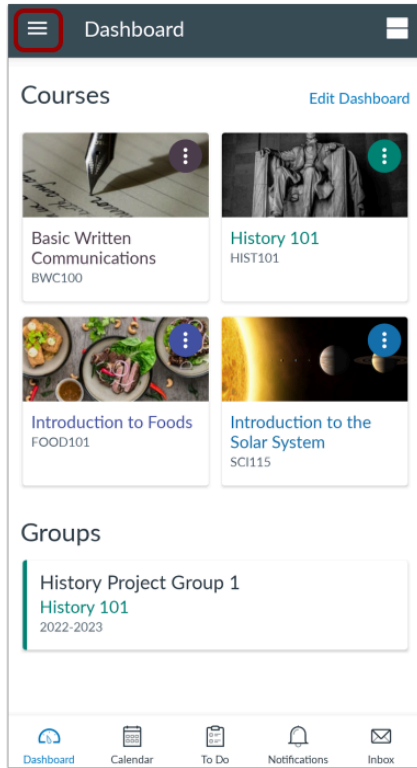 Dashboard
Courses
Edit Dashboard
Basic Written
Communications
BWC100
History 101
HIST101
Introduction to Foods
FOOD101
Introduction to the
Solar System
SCI115
Groups
History Project Group 1
History 101
2022-2023
Dashboard
Calendar
To Do
Notifications
Inbox